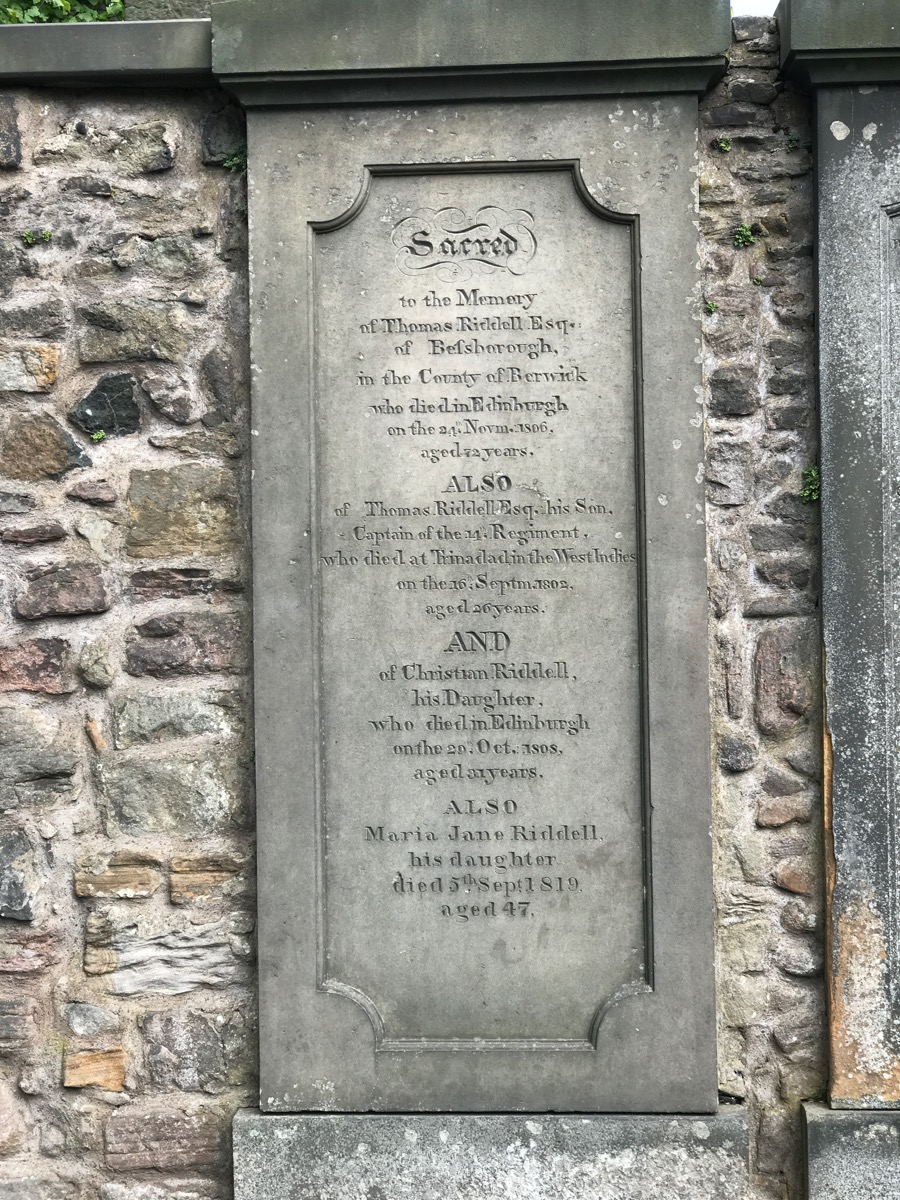 Sacred
to the Memory
of Thomas Riddell Esq.
of Beſsborough,
in the County of Berwick
who died in Edinburgh
on the 24th Novm. 1806,
aged 72 years.
ALSO
of Thomas Riddell Esq. his Son,
Captain of the 14th Regiment,
who died at Trinadad, in the West Indies
on the 16th Septm. 1802,
aged 26 years.
AND
of Christian Riddell,
his Daughter,
who died in Edinburgh
on the Oct. 1808,
aged 31 years.
ALSO
Maria Jane Riddell,
his daughter
died 5th Sept 1819.
aged 47,